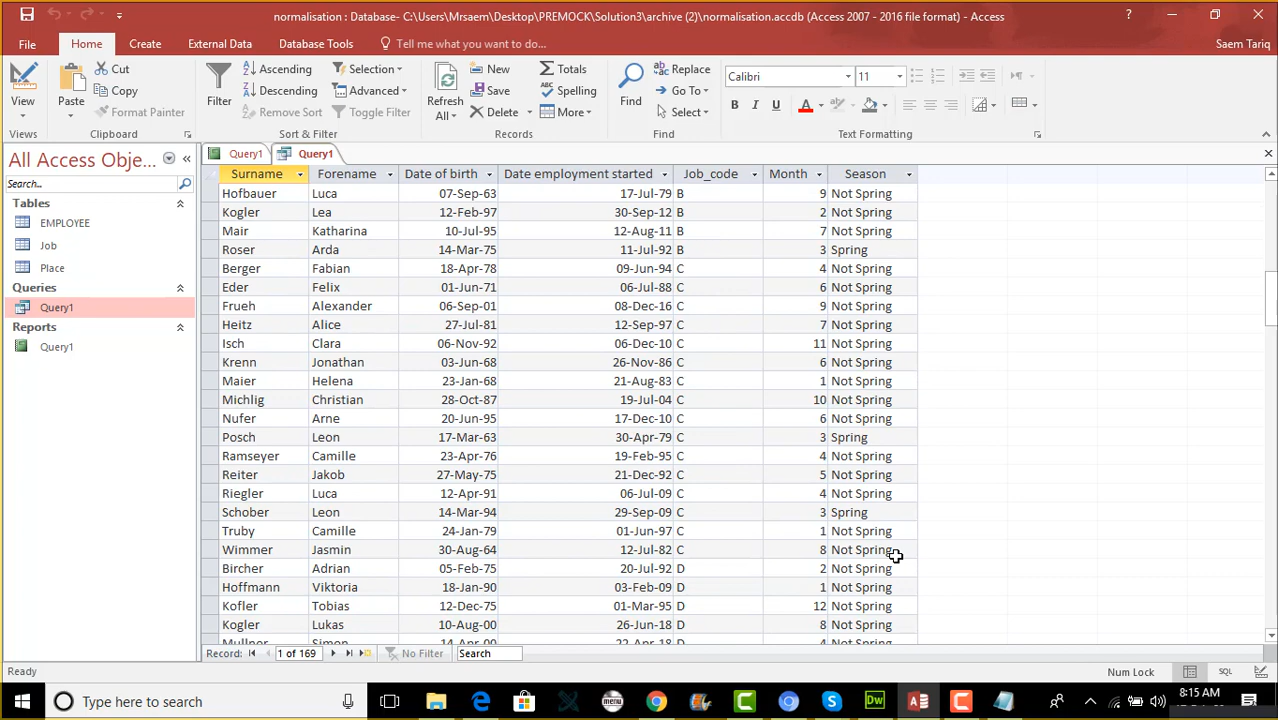 normalisation : Database- C:\Users\Mrsaem\Desktop\PREMOCK\Solution3\archive (2)\normalisation.accdb (Access 2007 - 2016 file format) - Access
File Home Create External Data Database Tools Tell me what you want to do... Saem Tariq
View Paste Cut Copy Format Painter Filter Ascending Descending Remove Sort Selection Advanced Toggle Filter Refresh All New Save Delete Totals Spelling More Find Replace Go To Select Calibri 11 B I U A
Views Clipboard Sort & Filter Records Find Text Formatting
All Access Obje... Query1 Query1
Search...
Tables
EMPLOYEE
Job
Place
Queries
Query1
Reports
Query1
Surname Forename Date of birth Date employment started Job_code Month Season
Hofbauer Luca 07-Sep-63 17-Jul-79 B 9 Not Spring
Kogler Lea 12-Feb-97 30-Sep-12 B 2 Not Spring
Mair Katharina 10-Jul-95 12-Aug-11 B 7 Not Spring
Roser Arda 14-Mar-75 11-Jul-92 B 3 Spring
Berger Fabian 18-Apr-78 09-Jun-94 C 4 Not Spring
Eder Felix 01-Jun-71 06-Jul-88 C 6 Not Spring
Frueh Alexander 06-Sep-01 08-Dec-16 C 9 Not Spring
Heitz Alice 27-Jul-81 12-Sep-97 C 7 Not Spring
Isch Clara 06-Nov-92 06-Dec-10 C 11 Not Spring
Krenn Jonathan 03-Jun-68 26-Nov-86 C 6 Not Spring
Maier Helena 23-Jan-68 21-Aug-83 C 1 Not Spring
Michlig Christian 28-Oct-87 19-Jul-04 C 10 Not Spring
Nufer Arne 20-Jun-95 17-Dec-10 C 6 Not Spring
Posch Leon 17-Mar-63 30-Apr-79 C 3 Spring
Ramseyer Camille 23-Apr-76 19-Feb-95 C 4 Not Spring
Reiter Jakob 27-May-75 21-Dec-92 C 5 Not Spring
Riegler Luca 12-Apr-91 06-Jul-09 C 4 Not Spring
Schober Leon 14-Mar-94 29-Sep-09 C 3 Spring
Truby Camille 24-Jan-79 01-Jun-97 C 1 Not Spring
Wimmer Jasmin 30-Aug-64 12-Jul-82 C 8 Not Spring
Bircher Adrian 05-Feb-75 20-Jul-92 D 2 Not Spring
Hoffmann Viktoria 18-Jan-90 03-Feb-09 D 1 Not Spring
Kofler Tobias 12-Dec-75 01-Mar-95 D 12 Not Spring
Kogler Lukas 10-Aug-00 26-Jun-18 D 8 Not Spring
Mullner Simon 14-Apr-00 22-Apr-18 D 4 Not Spring
Record: 1 of 169 No Filter Search
Ready Num Lock SQL
Type here to search menu C S Dw A C 8:15 AM